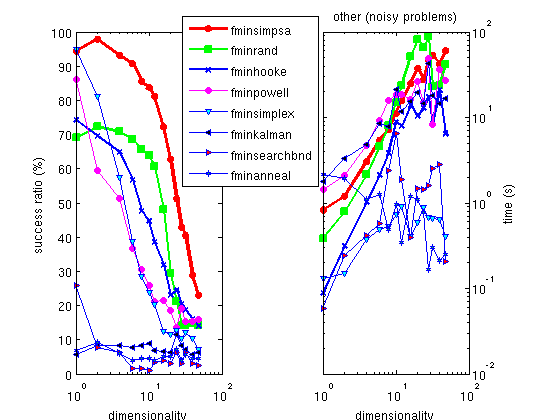 other (noisy problems)
fminsimpsa
fminrand
fminhooke
fminpowell
fminsimplex
fminkalman
fminsearchbnd
fminanneal
success ratio (%)
100
90
80
70
60
50
40
30
20
10
0
10^0
10^1
10^2
dimensionality
10^0
10^1
10^2
dimensionality
10^2
10^1
10^0
10^-1
10^-2
time (s)